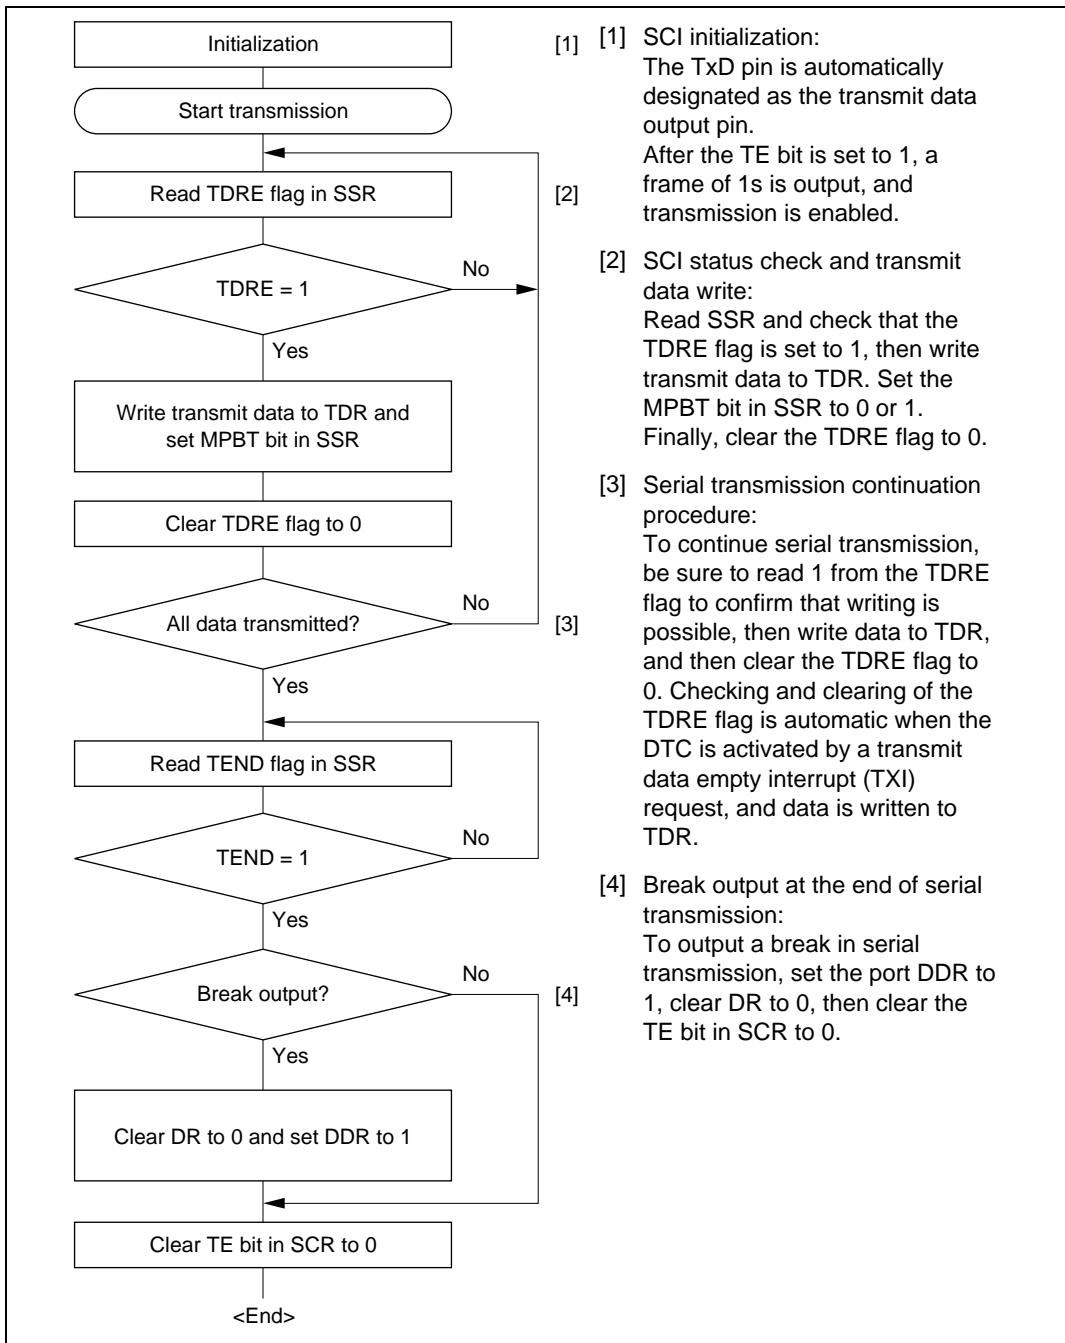 Initialization
[1]
Start transmission
Read TDRE flag in SSR
[2]
TDRE = 1
No
Yes
Write transmit data to TDR and
set MPBT bit in SSR
Clear TDRE flag to 0
All data transmitted?
No
[3]
Yes
Read TEND flag in SSR
TEND = 1
No
Yes
Break output?
No
[4]
Yes
Clear DR to 0 and set DDR to 1
Clear TE bit in SCR to 0
<End>
[1] SCI initialization:
The TxD pin is automatically
designated as the transmit data
output pin.
After the TE bit is set to 1, a
frame of 1s is output, and
transmission is enabled.
[2] SCI status check and transmit
data write:
Read SSR and check that the
TDRE flag is set to 1, then write
transmit data to TDR. Set the
MPBT bit in SSR to 0 or 1.
Finally, clear the TDRE flag to 0.
[3] Serial transmission continuation
procedure:
To continue serial transmission,
be sure to read 1 from the TDRE
flag to confirm that writing is
possible, then write data to TDR,
and then clear the TDRE flag to
0. Checking and clearing of the
TDRE flag is automatic when the
DTC is activated by a transmit
data empty interrupt (TXI)
request, and data is written to
TDR.
[4] Break output at the end of serial
transmission:
To output a break in serial
transmission, set the port DDR to
1, clear DR to 0, then clear the
TE bit in SCR to 0.